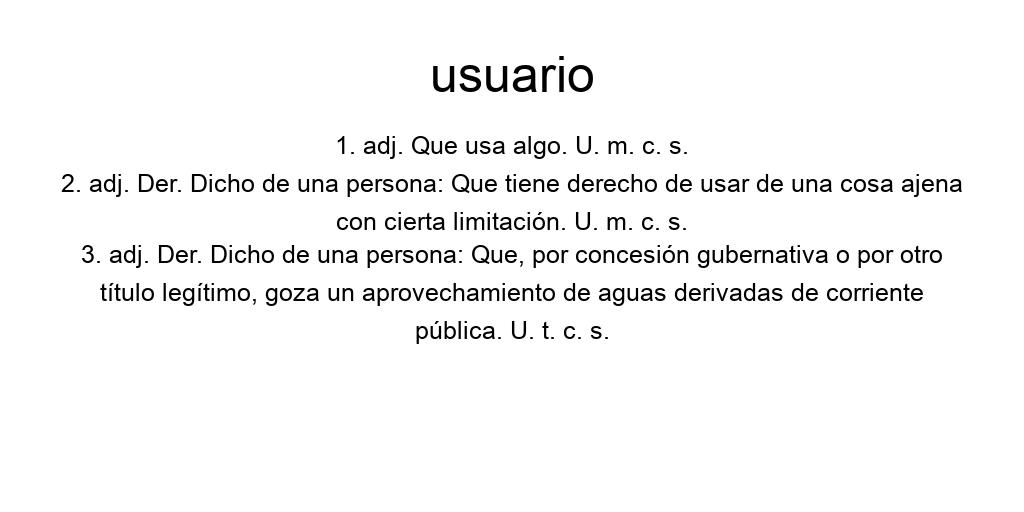 usuario
1. adj. Que usa algo. U. m. c. s.
2. adj. Der. Dicho de una persona: Que tiene derecho de usar de una cosa ajena
con cierta limitación. U. m. c. s.
3. adj. Der. Dicho de una persona: Que, por concesión gubernativa o por otro
título legítimo, goza un aprovechamiento de aguas derivadas de corriente
pública. U. t. c. s.